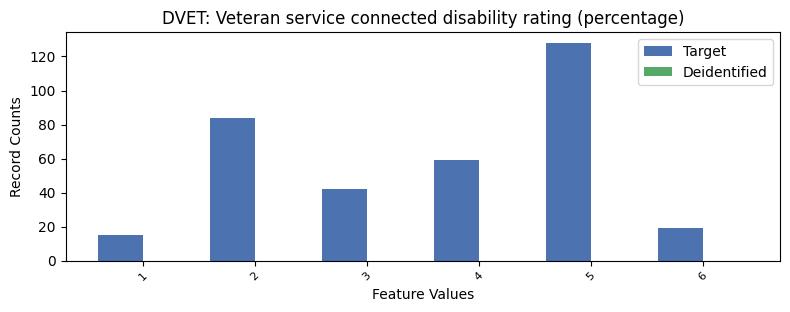 DVET: Veteran service connected disability rating (percentage)
Target
Deidentified
Record Counts
120
100
80
60
40
20
0
1 2 3 4 5 6
Feature Values